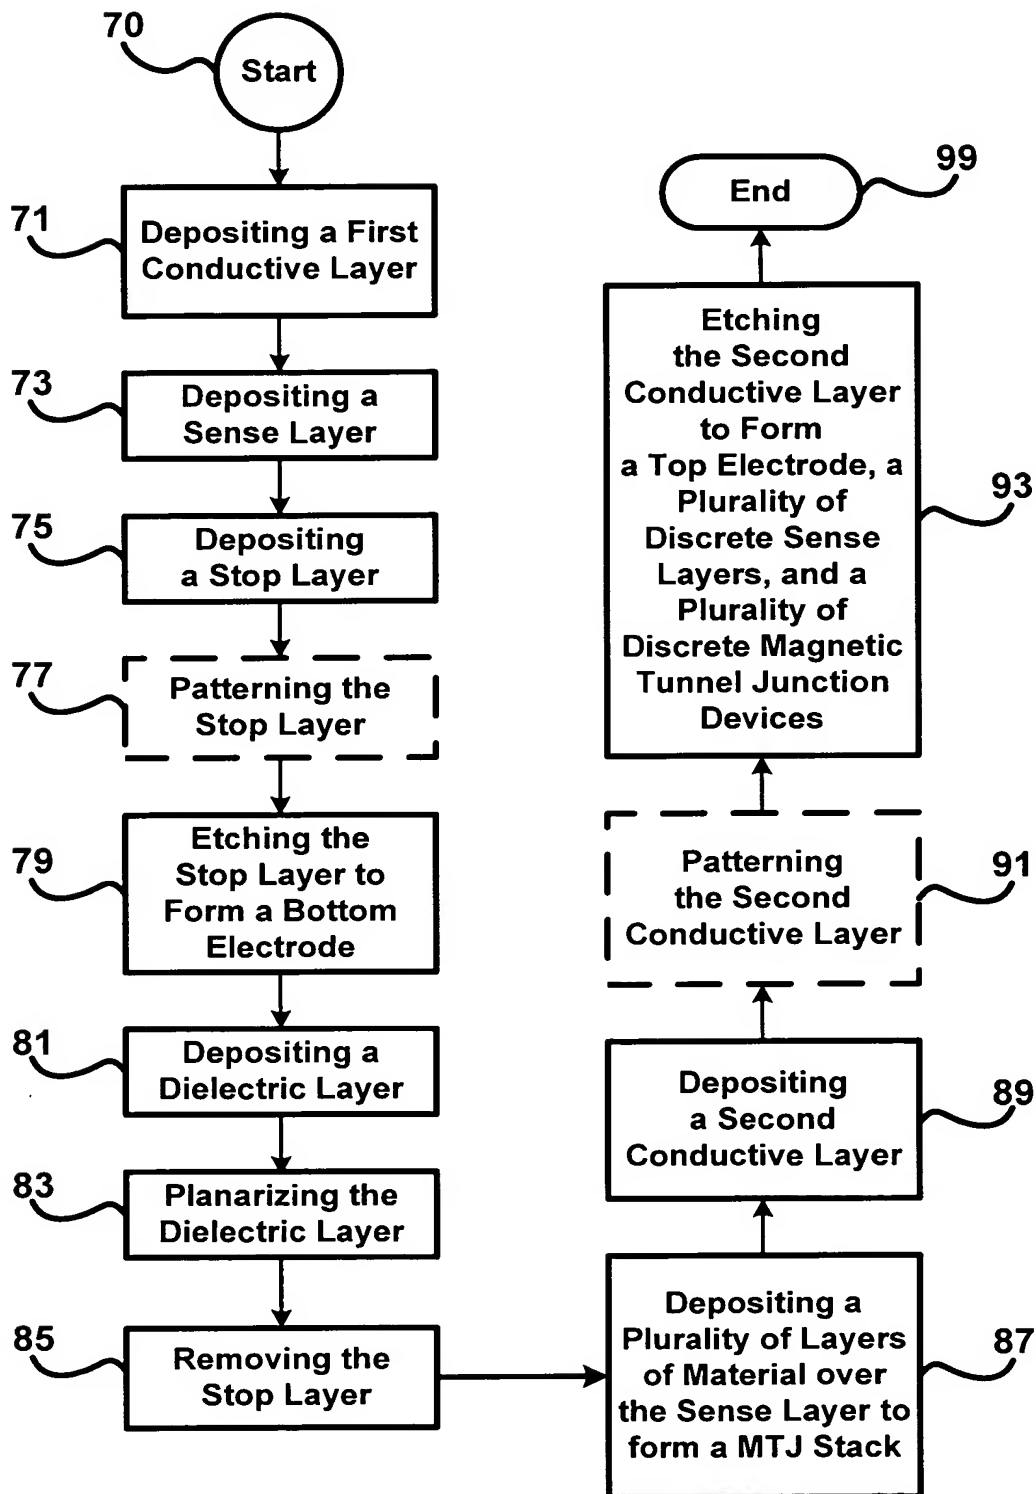 70
Start
71
Depositing a First
Conductive Layer
73
Depositing a
Sense Layer
75
Depositing
a Stop Layer
77
Patterning the
Stop Layer
79
Etching the
Stop Layer to
Form a Bottom
Electrode
81
Depositing a
Dielectric Layer
83
Planarizing the
Dielectric Layer
85
Removing the
Stop Layer
87
Depositing a
Plurality of Layers
of Material over
the Sense Layer to
form a MTJ Stack
89
Depositing
a Second
Conductive Layer
91
Patterning
the Second
Conductive Layer
93
Etching
the Second
Conductive Layer
to Form
a Top Electrode, a
Plurality of
Discrete Sense
Layers, and a
Plurality of
Discrete Magnetic
Tunnel Junction
Devices
99
End